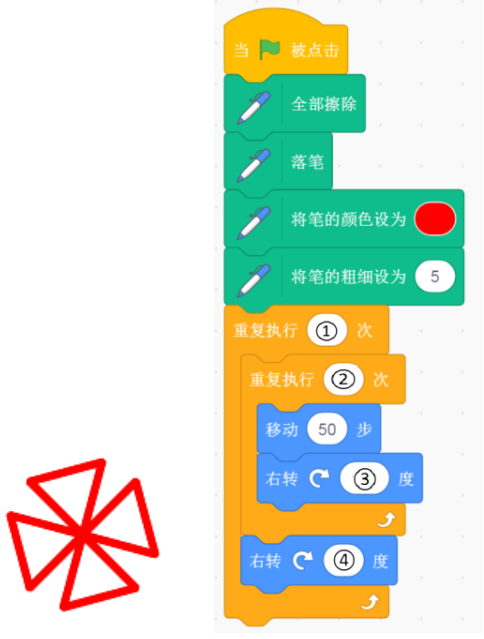 当 被点击
全部擦除
落笔
将笔的颜色设为
将笔的粗细设为 5
重复执行 ① 次
重复执行 ② 次
移动 50 步
右转 ③ 度
右转 ④ 度